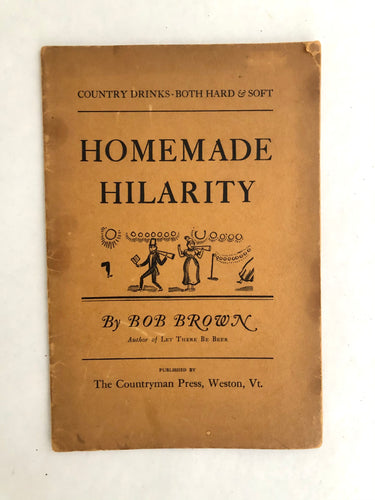 COUNTRY DRINKS - BOTH HARD & SOFT
HOMEMADE
HILARITY
By BOB BROWN
Author of LET THERE BE BEER
PUBLISHED BY
The Countryman Press, Weston, Vt.